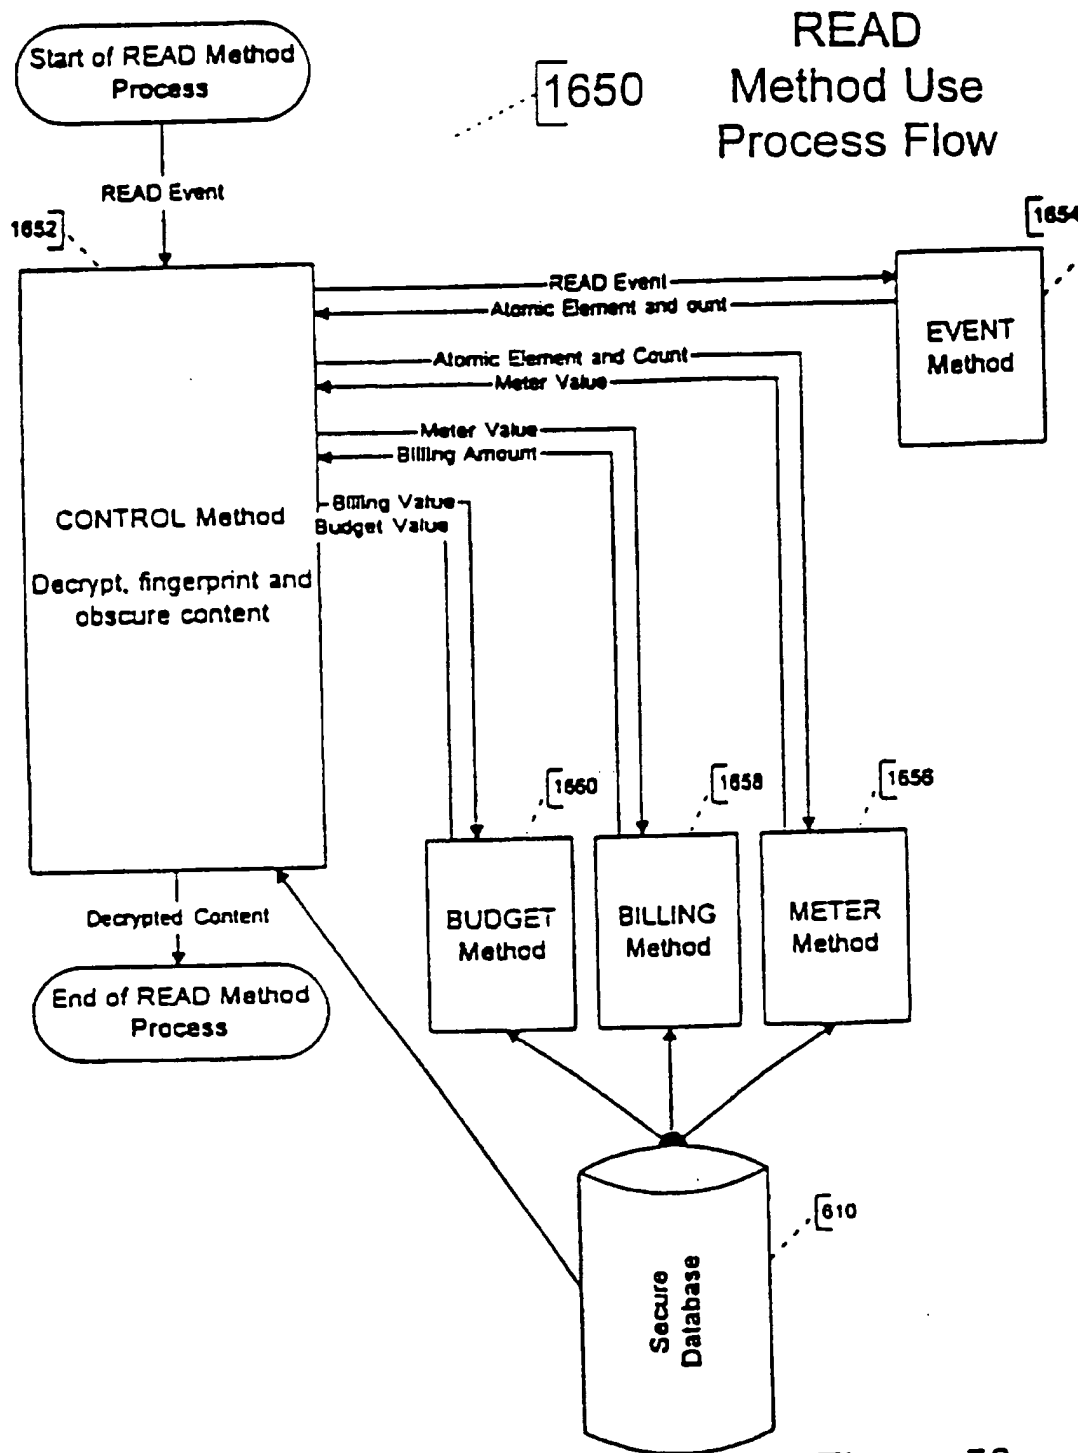 READ
Method Use
Process Flow
1650
Start of READ Method
Process
READ Event
1652
1654
READ Event
Atomic Element and ount
EVENT
Method
Atomic Element and Count
Meter Value
Meter Value
Billing Amount
Billing Value
Budget Value
CONTROL Method
Decrypt, fingerprint and
obscure content
1660
1658
1656
BUDGET
Method
BILLING
Method
METER
Method
Decrypted Content
End of READ Method
Process
610
Secure
Database